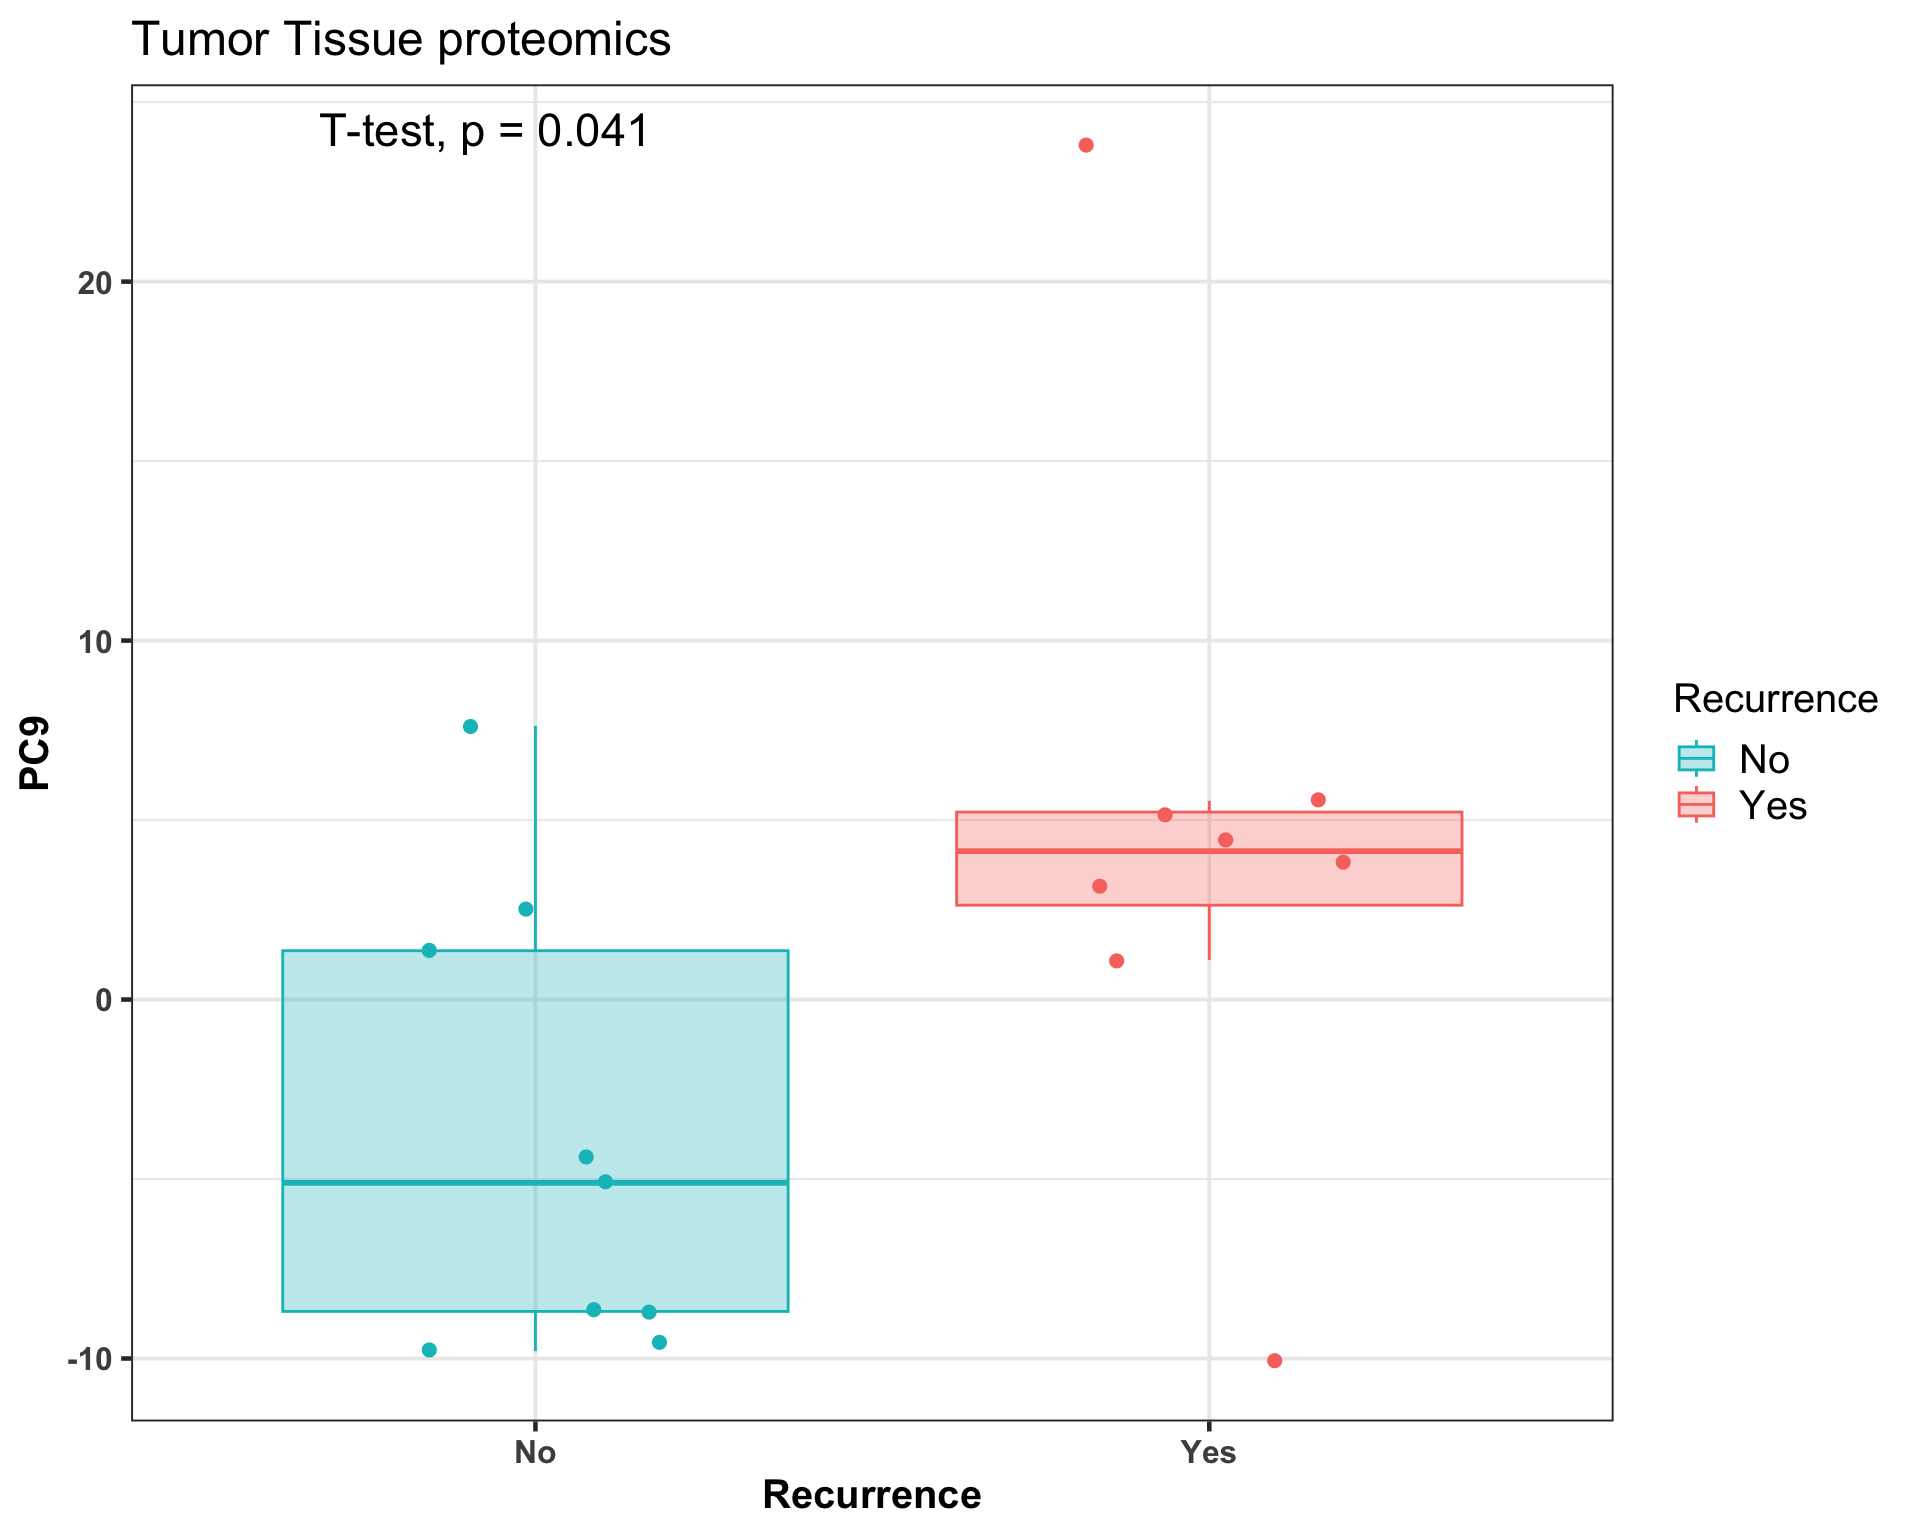 Tumor Tissue proteomics
T-test, p = 0.041
20
10
0
-10
PC9
No
Yes
Recurrence
Recurrence
No
Yes